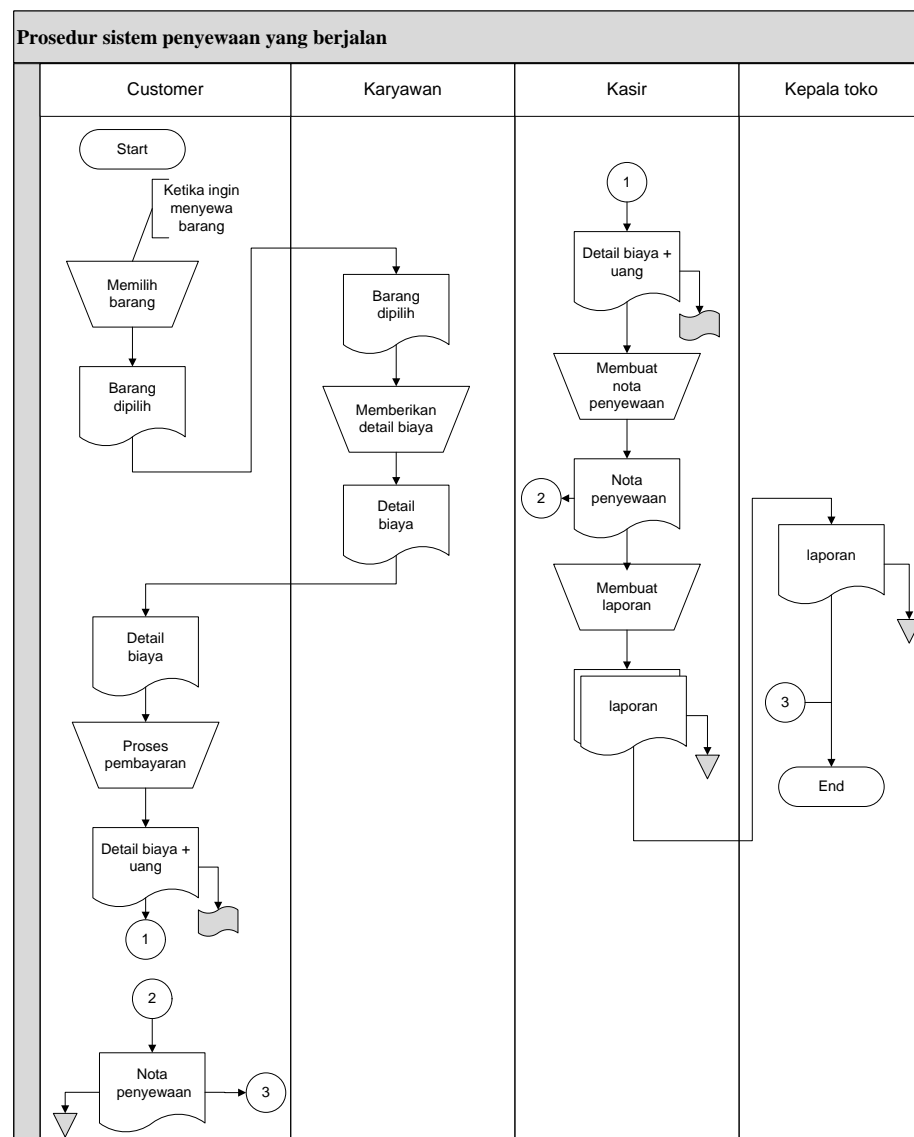 Prosedur sistem penyewaan yang berjalan
Customer
Karyawan
Kasir
Kepala toko
Start
Ketika ingin
menyewa
barang
Memilih
barang
Barang
dipilih
Barang
dipilih
Memberikan
detail biaya
Detail
biaya
Detail
biaya
Proses
pembayaran
Detail biaya +
uang
1
2
Nota
penyewaan
3
1
Detail biaya +
uang
Membuat
nota
penyewaan
Nota
penyewaan
2
Membuat
laporan
laporan
laporan
3
End